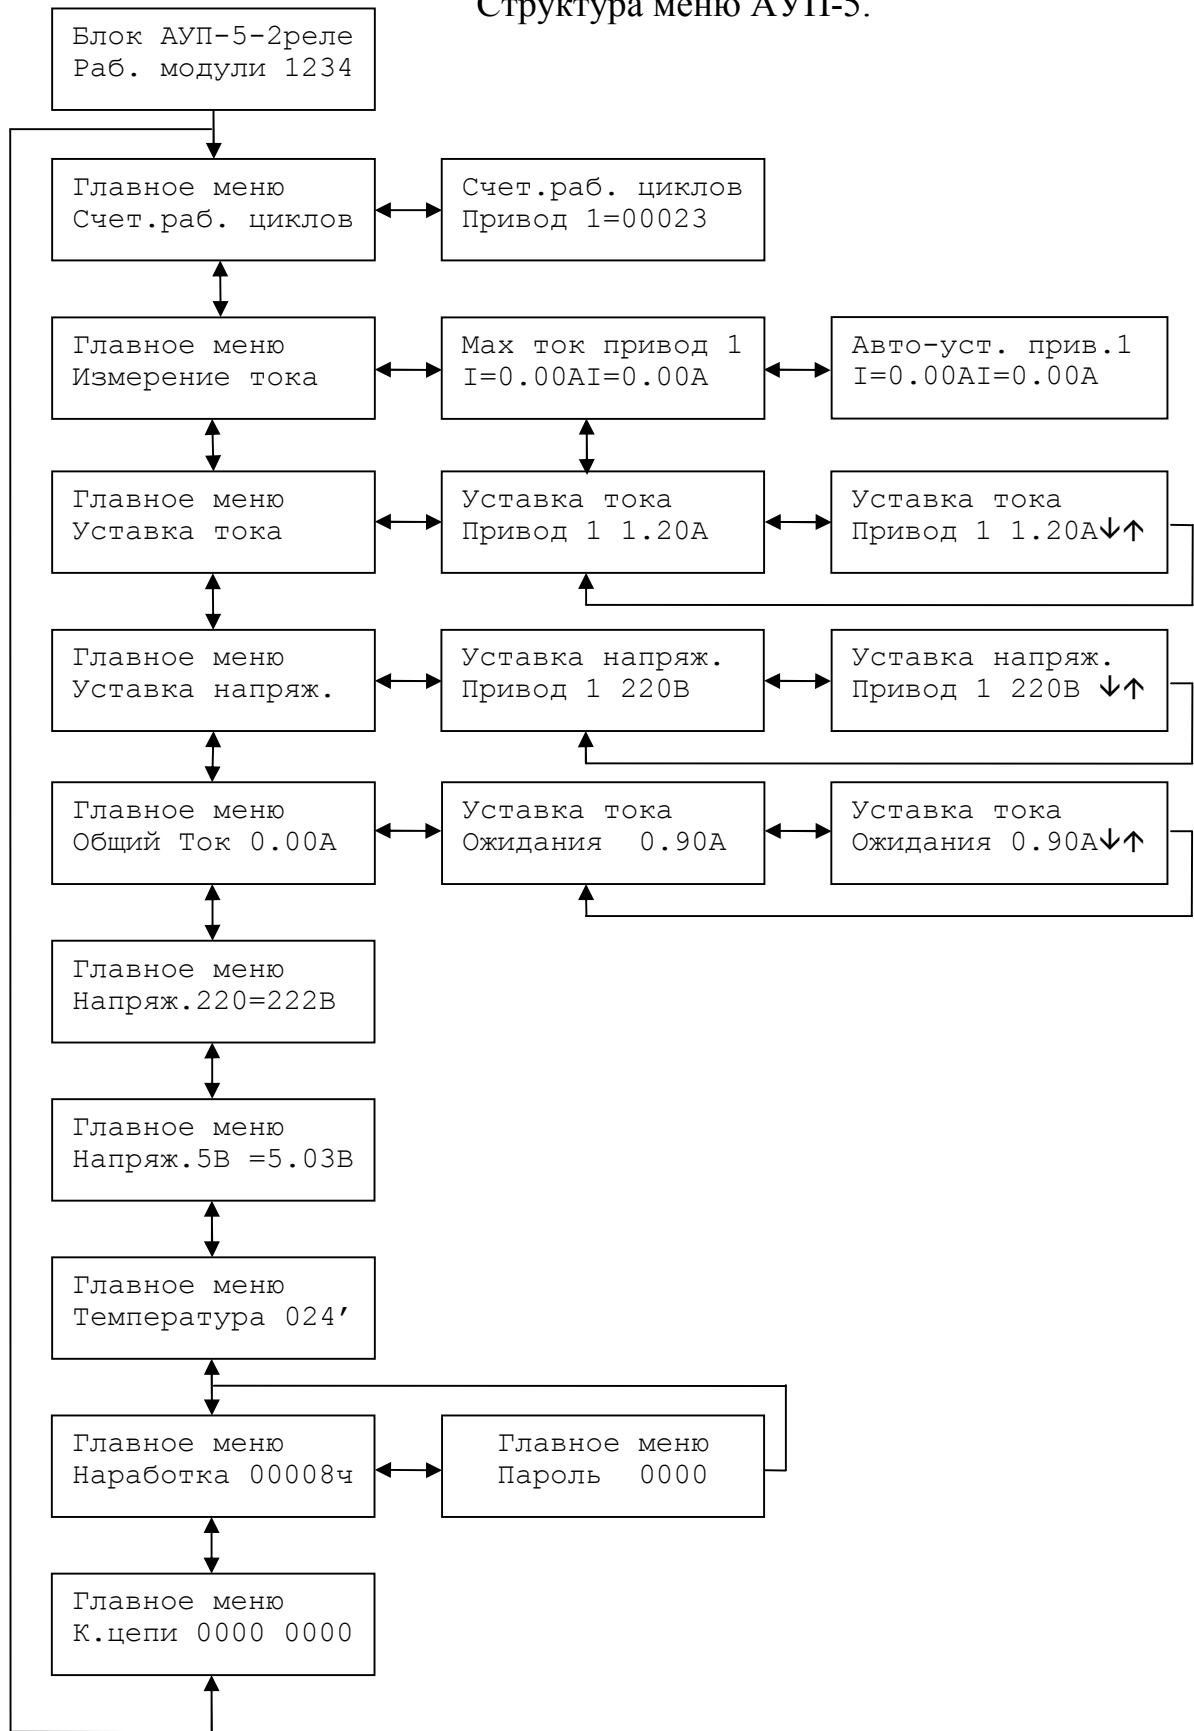 Структура меню АУП-5.
Блок АУП-5-2реле
Раб. модули 1234
Главное меню
Счет.раб. циклов
Счет.раб. циклов
Привод 1=00023
Главное меню
Измерение тока
Мах ток привод 1
I=0.00АI=0.00А
Авто-уст. прив.1
I=0.00АI=0.00А
Главное меню
Уставка тока
Уставка тока
Привод 1 1.20А
Уставка тока
Привод 1 1.20А↓↑
Главное меню
Уставка напряж.
Уставка напряж.
Привод 1 220В
Уставка напряж.
Привод 1 220В ↓↑
Главное меню
Общий Ток 0.00А
Уставка тока
Ожидания 0.90А
Уставка тока
Ожидания 0.90А↓↑
Главное меню
Напряж.220=222В
Главное меню
Напряж.5В =5.03В
Главное меню
Температура 024’
Главное меню
Наработка 00008ч
Главное меню
Пароль 0000
Главное меню
К.цепи 0000 0000